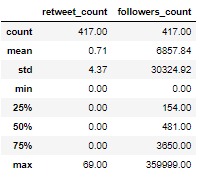 retweet_count followers_count
count 417.00 417.00
mean 0.71 6857.84
std 4.37 30324.92
min 0.00 0.00
25% 0.00 154.00
50% 0.00 481.00
75% 0.00 3650.00
max 69.00 359999.00